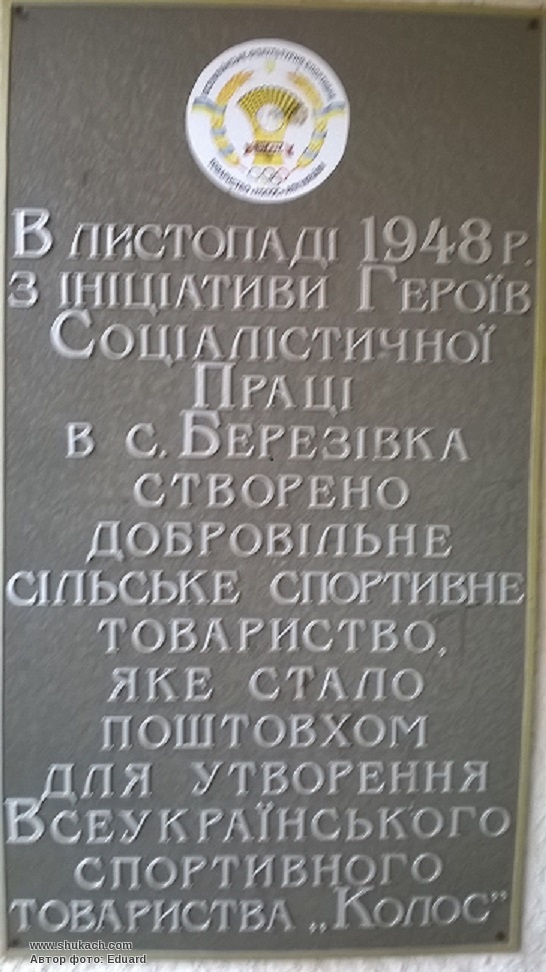 В листопаді 1948 р.
з ініціативи Героїв
Соціалістичної
Праці
в с. Березівка
створено
добровільне
сільське спортивне
товариство,
яке стало
поштовхом
для утворення
Всеукраїнського
спортивного
товариства „Колос”
www.shukach.com
Автор фото: Eduard